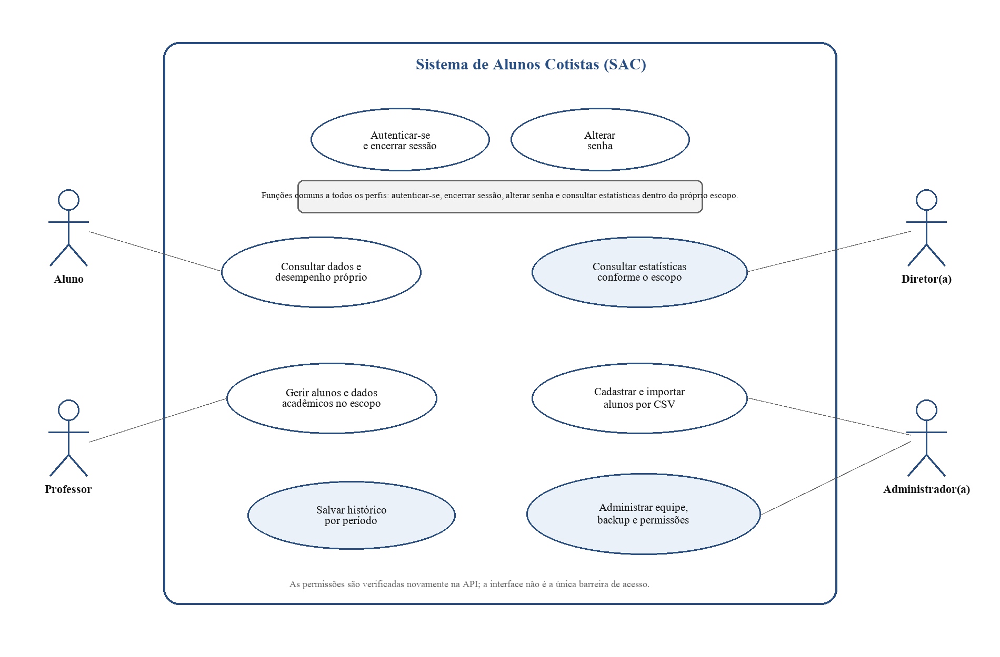 Sistema de Alunos Cotistas (SAC)
Autenticar-se
e encerrar sessão
Alterar
senha
Funções comuns a todos os perfis: autenticar-se, encerrar sessão, alterar senha e consultar estatísticas dentro do próprio escopo.
Aluno
Consultar dados e
desempenho próprio
Consultar estatísticas
conforme o escopo
Diretor(a)
Professor
Gerir alunos e dados
acadêmicos no escopo
Cadastrar e importar
alunos por CSV
Administrador(a)
Salvar histórico
por período
Administrar equipe,
backup e permissões
As permissões são verificadas novamente na API; a interface não é a única barreira de acesso.